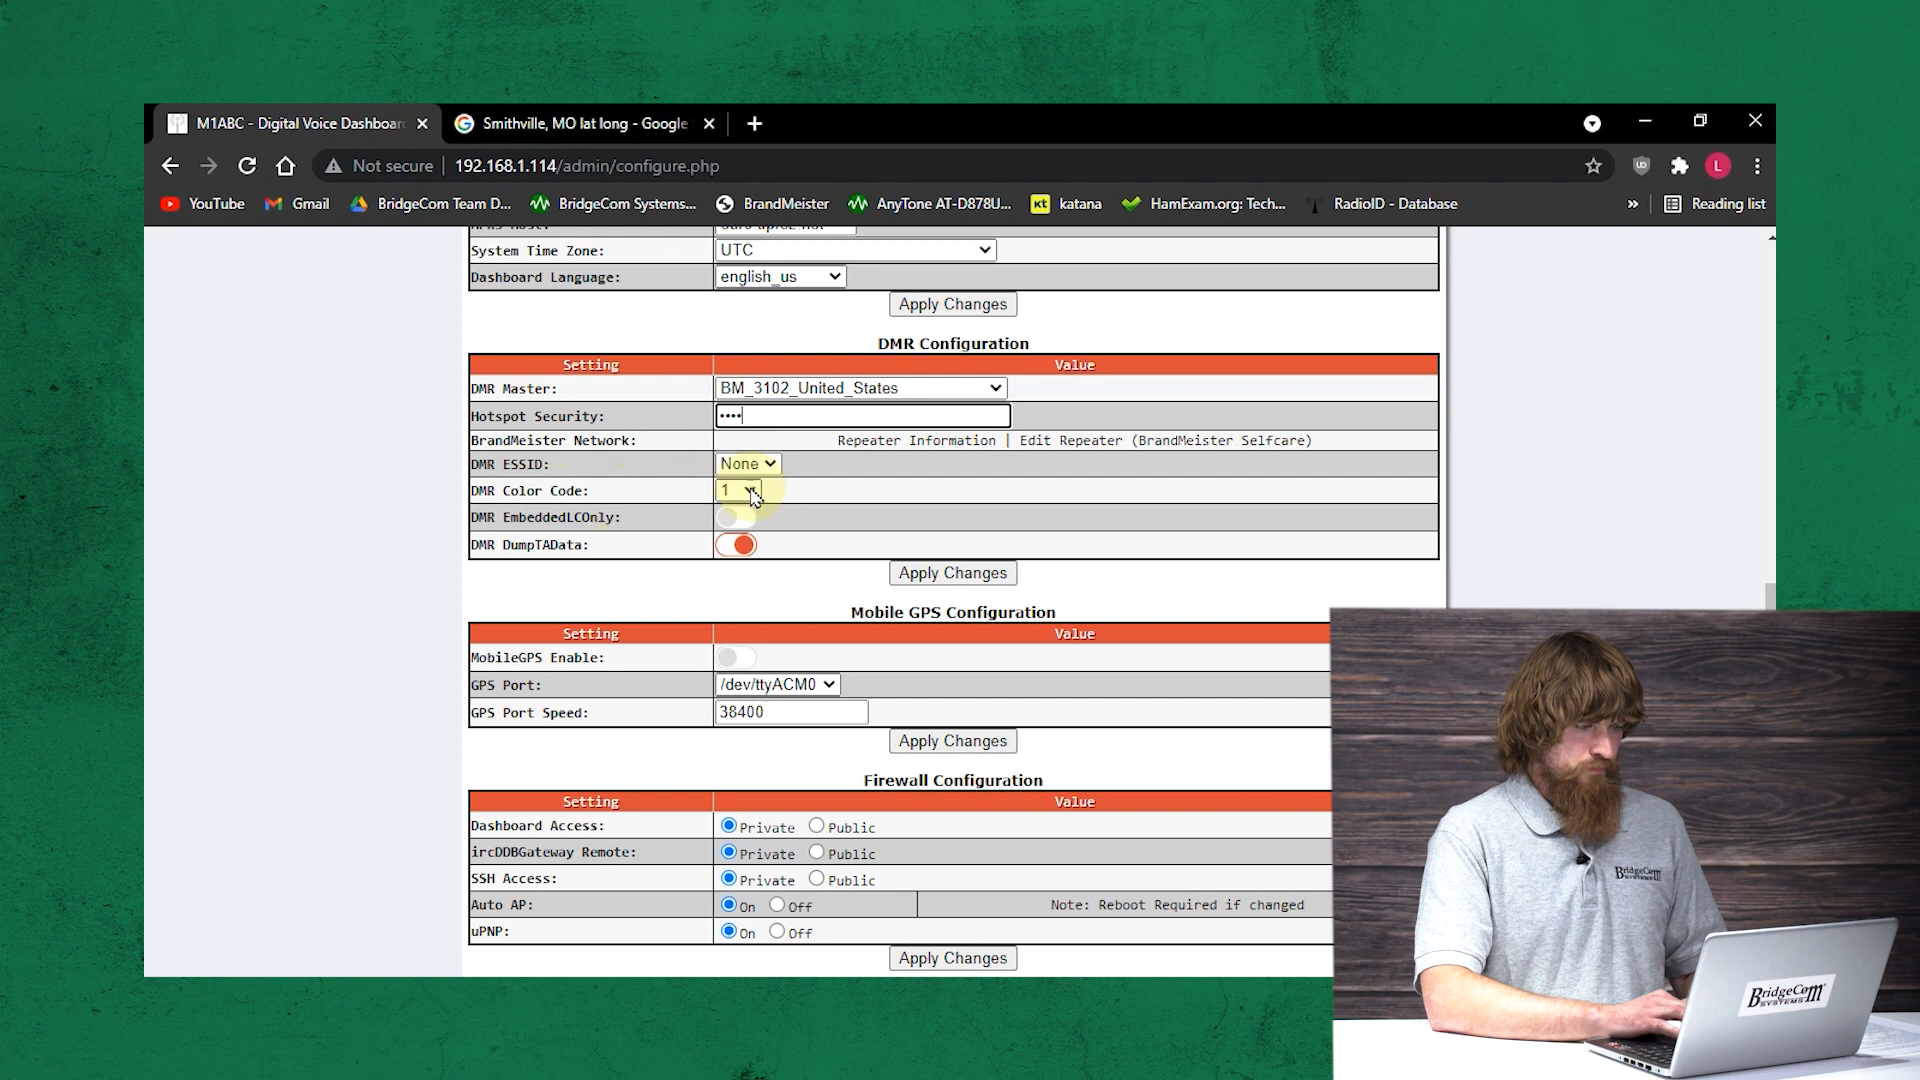 M1ABC - Digital Voice Dashboar
Smithville, MO lat long - Google
Not secure
192.168.1.114/admin/configure.php
L
YouTube
Gmail
BridgeCom Team D...
BridgeCom Systems...
BrandMeister
AnyTone AT-D878U...
kt katana
HamExam.org: Tech...
RadioID - Database
»
Reading list
System Time Zone: UTC
Dashboard Language: english_us
Apply Changes
DMR Configuration
Setting Value
DMR Master: BM_3102_United_States
Hotspot Security: ••••
BrandMeister Network: Repeater Information | Edit Repeater (BrandMeister Selfcare)
DMR ESSID: None
DMR Color Code: 1
DMR EmbeddedLCOnly:
DMR DumpTAData:
Apply Changes
Mobile GPS Configuration
Setting Value
MobileGPS Enable:
GPS Port: /dev/ttyACM0
GPS Port Speed: 38400
Apply Changes
Firewall Configuration
Setting Value
Dashboard Access: Private Public
ircDDBGateway Remote: Private Public
SSH Access: Private Public
Auto AP: On Off Note: Reboot Required if changed
uPNP: On Off
Apply Changes
BridgeCom
SYSTEMS
BridgeCom
SYSTEMS